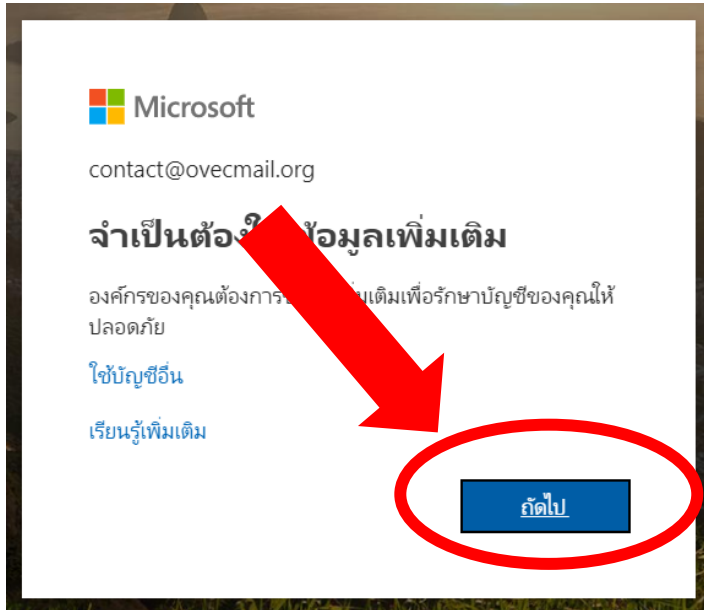 Microsoft
contact@ovecmail.org
จำเป็นต้อง ข้อมูลเพิ่มเติม
องค์กรของคุณต้องการ เพิ่มเติมเพื่อรักษาบัญชีของคุณให้
ปลอดภัย
ใช้บัญชีอื่น
เรียนรู้เพิ่มเติม
ถัดไป